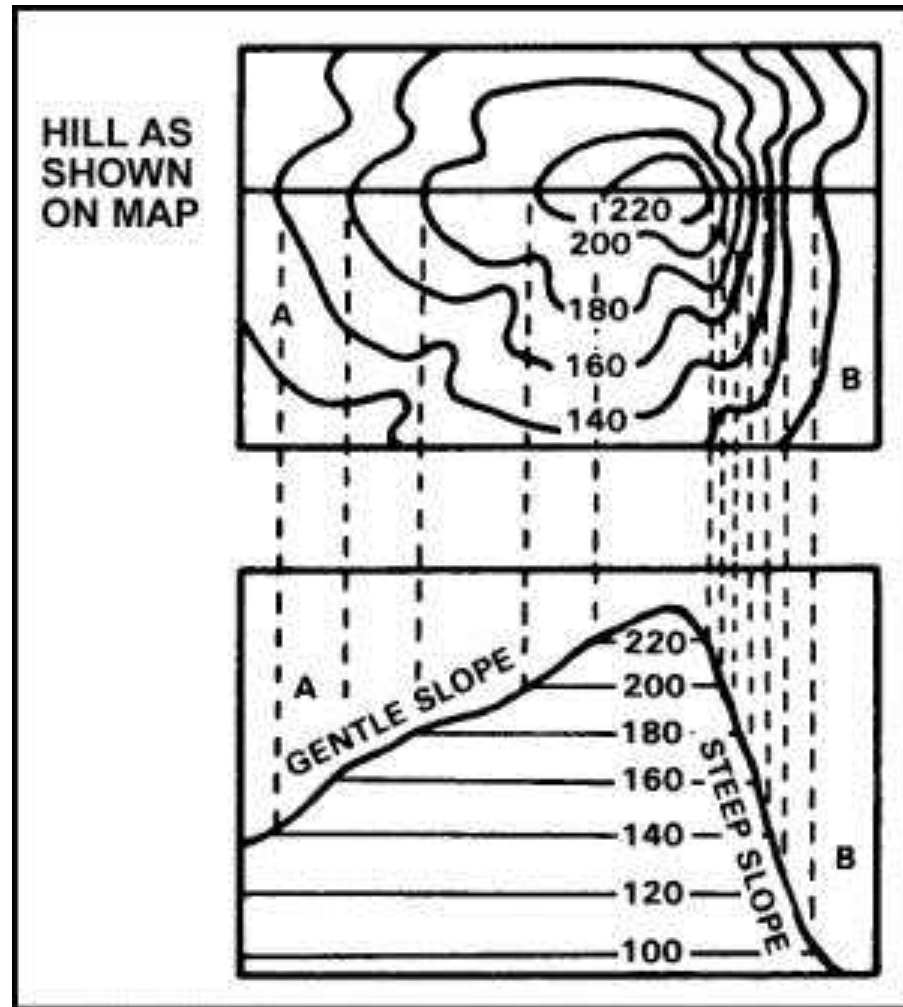 HILL AS
SHOWN
ON MAP
220
200
A
180
160
B
140
220
A
200
GENTLE SLOPE
180
STEEP SLOPE
160
140
B
120
100